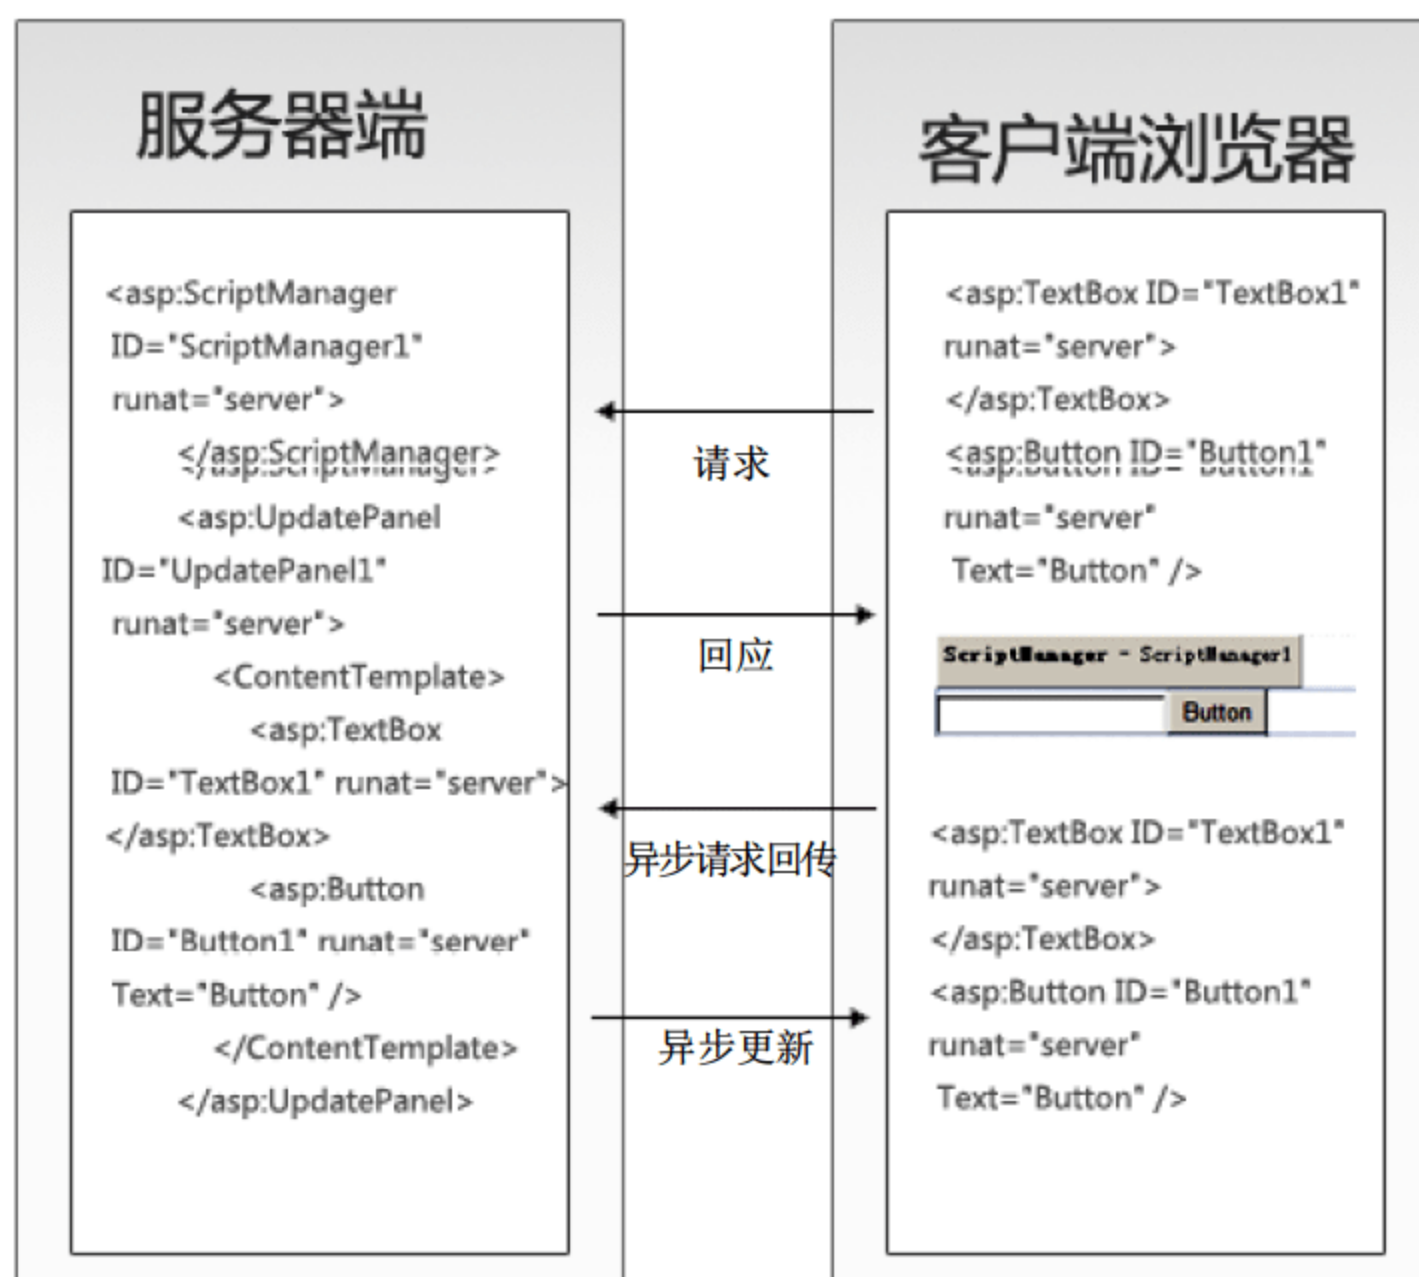 服务器端
<asp:ScriptManager
ID="ScriptManager1"
runat="server">
</asp:ScriptManager>
<asp:UpdatePanel
ID="UpdatePanel1"
runat="server">
<ContentTemplate>
<asp:TextBox
ID="TextBox1" runat="server">
</asp:TextBox>
<asp:Button
ID="Button1" runat="server"
Text="Button" />
</ContentTemplate>
</asp:UpdatePanel>
请求
回应
异步请求回传
异步更新
客户端浏览器
<asp:TextBox ID="TextBox1"
runat="server">
</asp:TextBox>
<asp:Button ID="Button1"
runat="server"
Text="Button" />
ScriptManager - ScriptManager1
Button
<asp:TextBox ID="TextBox1"
runat="server">
</asp:TextBox>
<asp:Button ID="Button1"
runat="server"
Text="Button" />